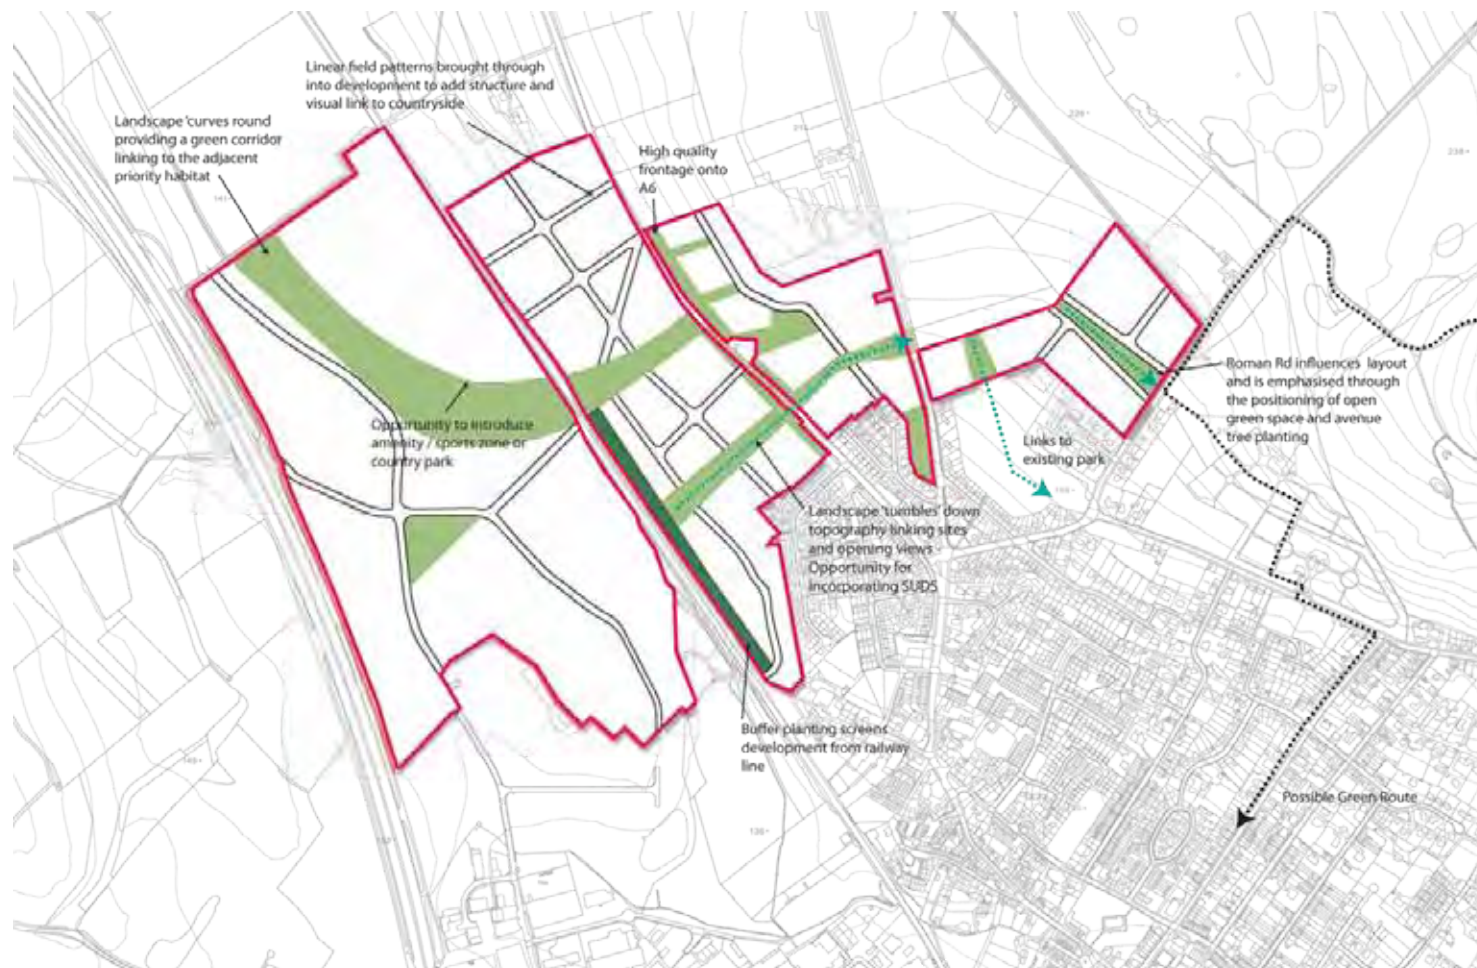 Linear field patterns brought through
into development to add structure and
visual link to countryside
Landscape 'curves round
providing a green corridor
linking to the adjacent
priority habitat
High quality
frontage onto
A6
Opportunity to introduce
amenity / sports zone or
country park
Roman Rd influences layout
and is emphasised through
the positioning of open
green space and avenue
tree planting
Links to
existing park
Landscape 'tumbles' down
topography linking sites
and opening views -
Opportunity for
incorporating SUDS
Buffer planting screens
development from railway
line
Possible Green Route